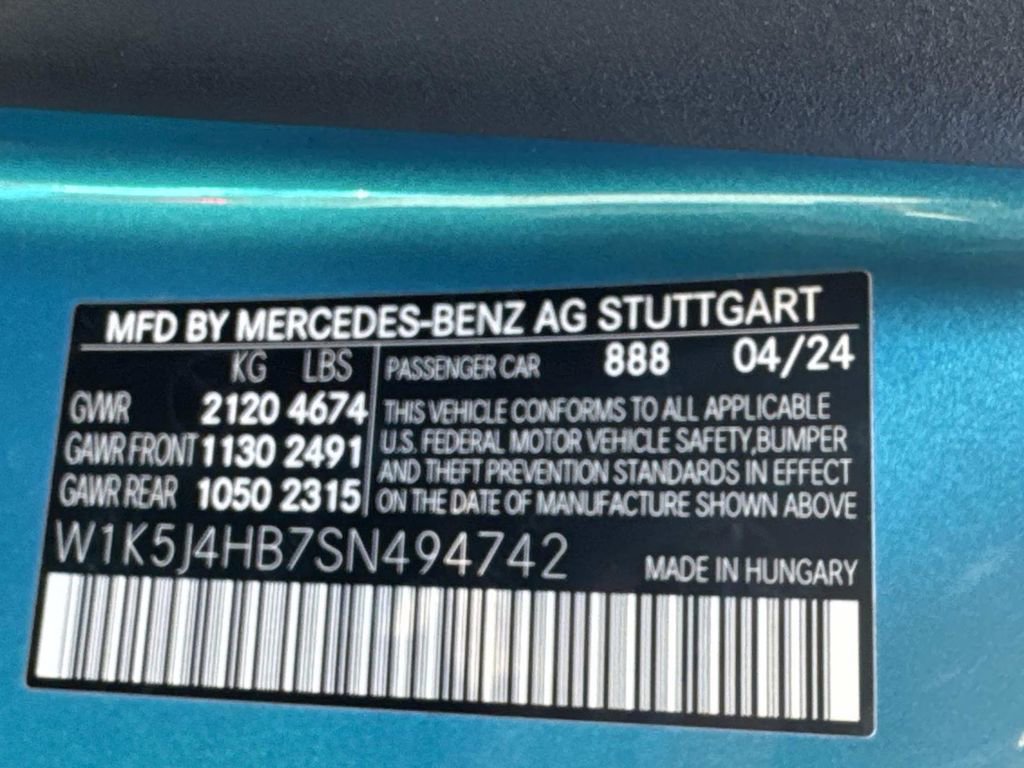 MFD BY MERCEDES-BENZ AG STUTTGART
KG LBS
PASSENGER CAR 888 04/24
GVWR 2120 4674
GAWR FRONT 1130 2491
GAWR REAR 1050 2315
THIS VEHICLE CONFORMS TO ALL APPLICABLE
U.S. FEDERAL MOTOR VEHICLE SAFETY,BUMPER
AND THEFT PREVENTION STANDARDS IN EFFECT
ON THE DATE OF MANUFACTURE SHOWN ABOVE
W1K5J4HB7SN494742
MADE IN HUNGARY